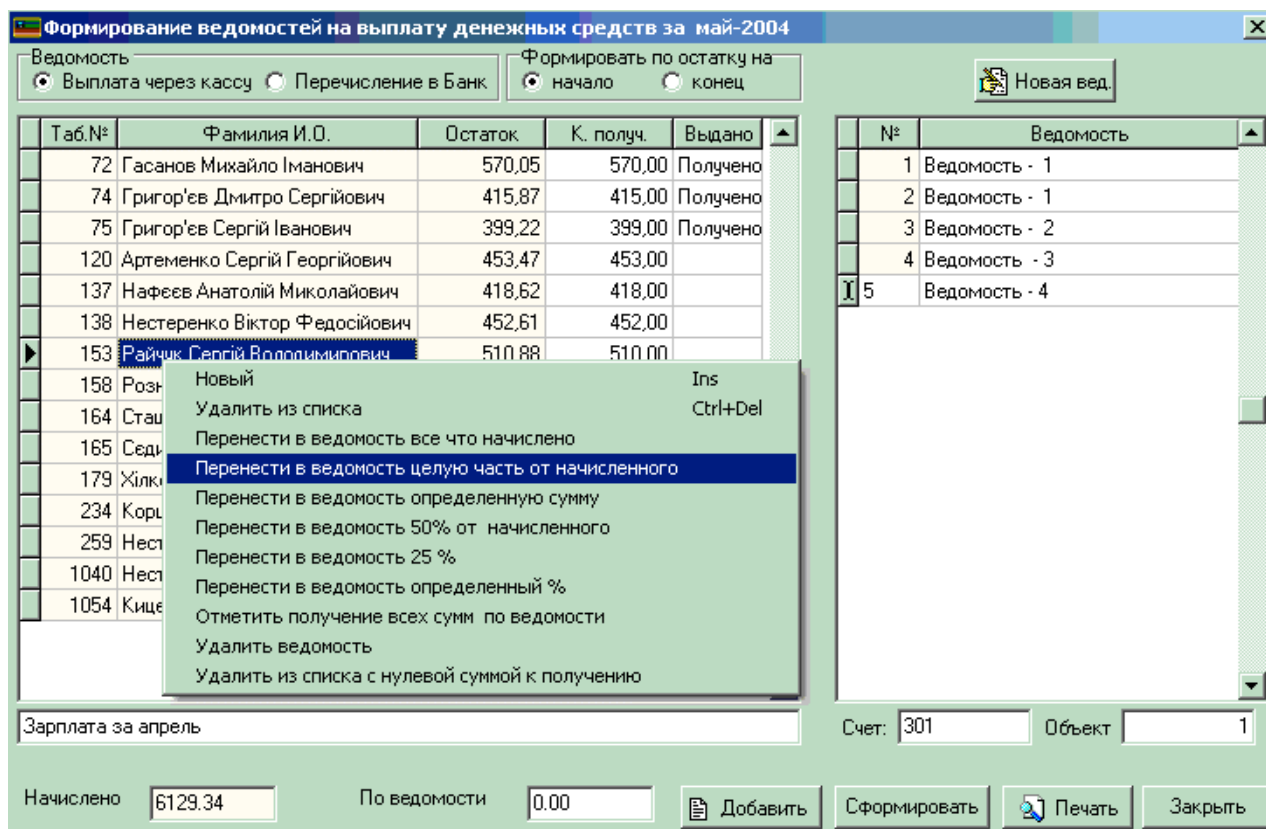 Формирование ведомостей на выплату денежных средств за май-2004
Ведомость
Формировать по остатку на
Выплата через кассу Перечисление в Банк
начало конец
Новая вед.
Таб.№ Фамилия И.О. Остаток К. получ. Выдано
№ Ведомость
72 Гасанов Михайло Іманович 570,05 570,00 Получено
1 Ведомость - 1
74 Григор'єв Дмитро Сергійович 415,87 415,00 Получено
2 Ведомость - 1
75 Григор'єв Сергій Іванович 399,22 399,00 Получено
3 Ведомость - 2
120 Артеменко Сергій Георгійович 453,47 453,00
4 Ведомость - 3
137 Нафєєв Анатолій Миколайович 418,62 418,00
5 Ведомость - 4
138 Нестеренко Віктор Федосійович 452,61 452,00
153 Райчук Сергій Володимирович 510,88 510,00
158
164
165
179
234
259
1040
1054
Новый Ins
Удалить из списка Ctrl+Del
Перенести в ведомость все что начислено
Перенести в ведомость целую часть от начисленного
Перенести в ведомость определенную сумму
Перенести в ведомость 50% от начисленного
Перенести в ведомость 25 %
Перенести в ведомость определенный %
Отметить получение всех сумм по ведомости
Удалить ведомость
Удалить из списка с нулевой суммой к получению
Зарплата за апрель
Счет: 301 Объект 1
Начислено 6129.34 По ведомости 0.00 Добавить Сформировать Печать Закрыть